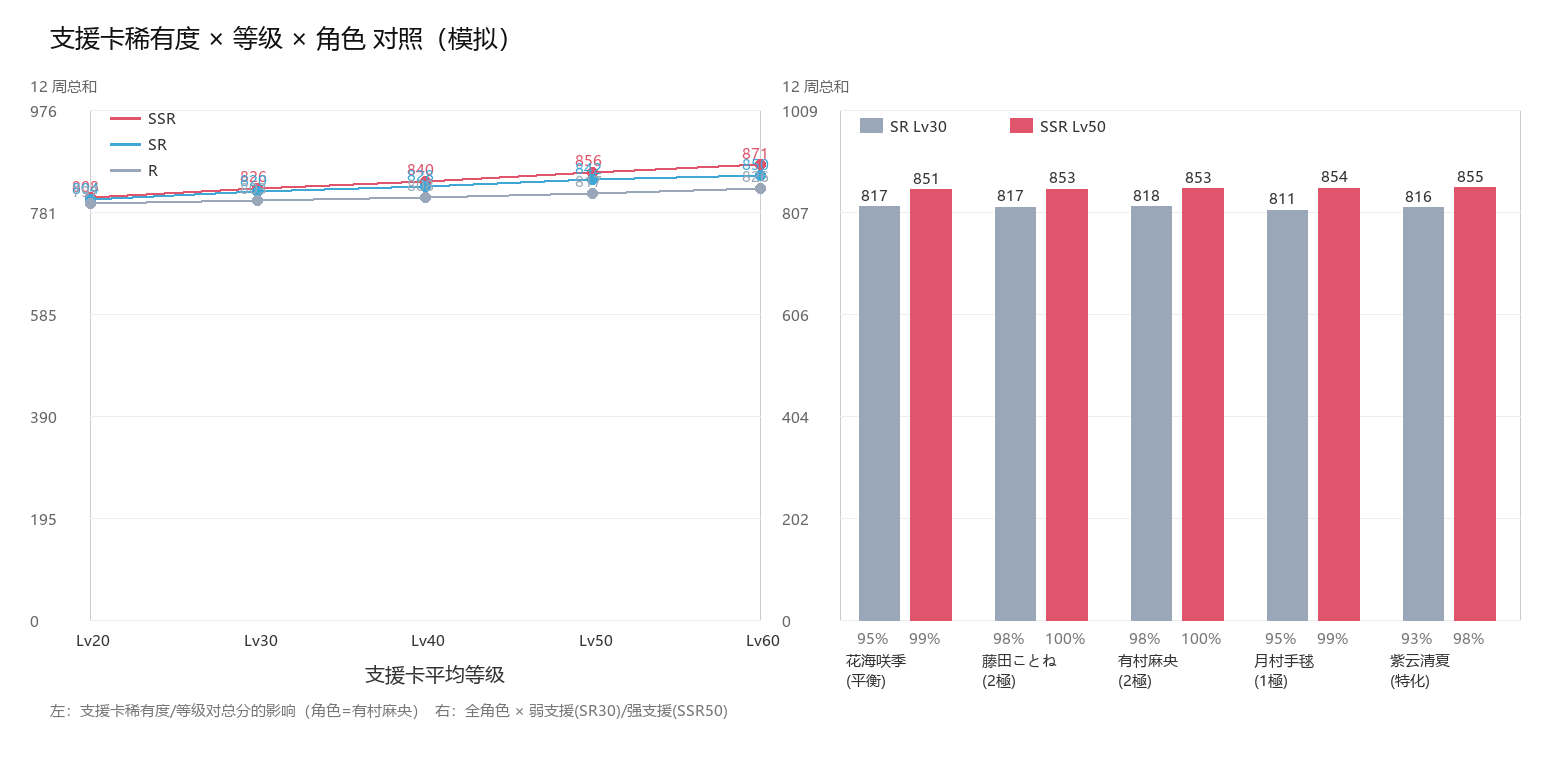 支援卡稀有度 × 等级 × 角色 对照（模拟）
12 周总和
976
781
585
390
195
0
SSR
SR
R
826
840
856
871
Lv20
Lv30
Lv40
Lv50
Lv60
支援卡平均等级
12 周总和
1009
807
606
404
202
0
SR Lv30
SSR Lv50
817 851 817 853 818 853 811 854 816 855
95% 99% 98% 100% 98% 100% 95% 99% 93% 98%
花海咲季
(平衡)
藤田ことね
(2極)
有村麻央
(2極)
月村手毬
(1極)
紫云清夏
(特化)
左：支援卡稀有度/等级对总分的影响（角色=有村麻央） 右：全角色 × 弱支援(SR30)/强支援(SSR50)